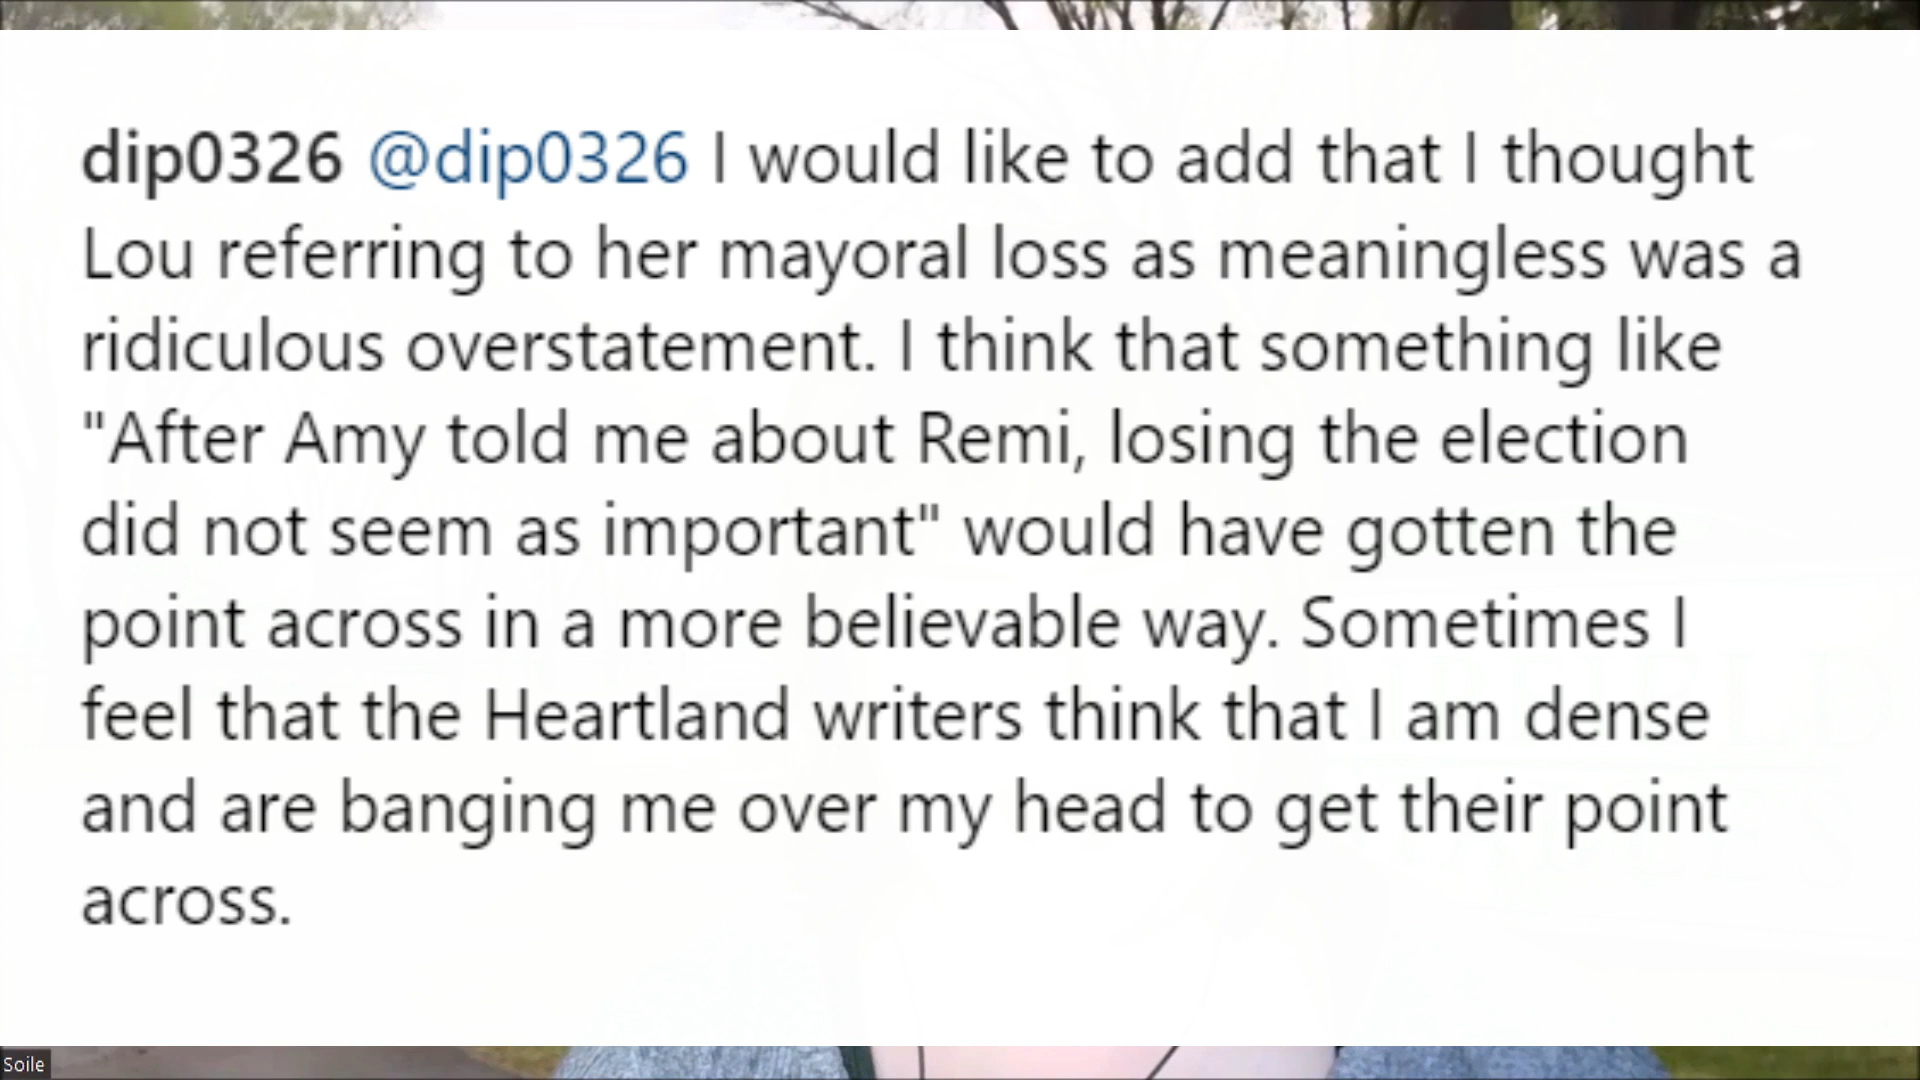 dip0326 @dip0326 I would like to add that I thought
Lou referring to her mayoral loss as meaningless was a
ridiculous overstatement. I think that something like
"After Amy told me about Remi, losing the election
did not seem as important" would have gotten the
point across in a more believable way. Sometimes I
feel that the Heartland writers think that I am dense
and are banging me over my head to get their point
across.
Soile